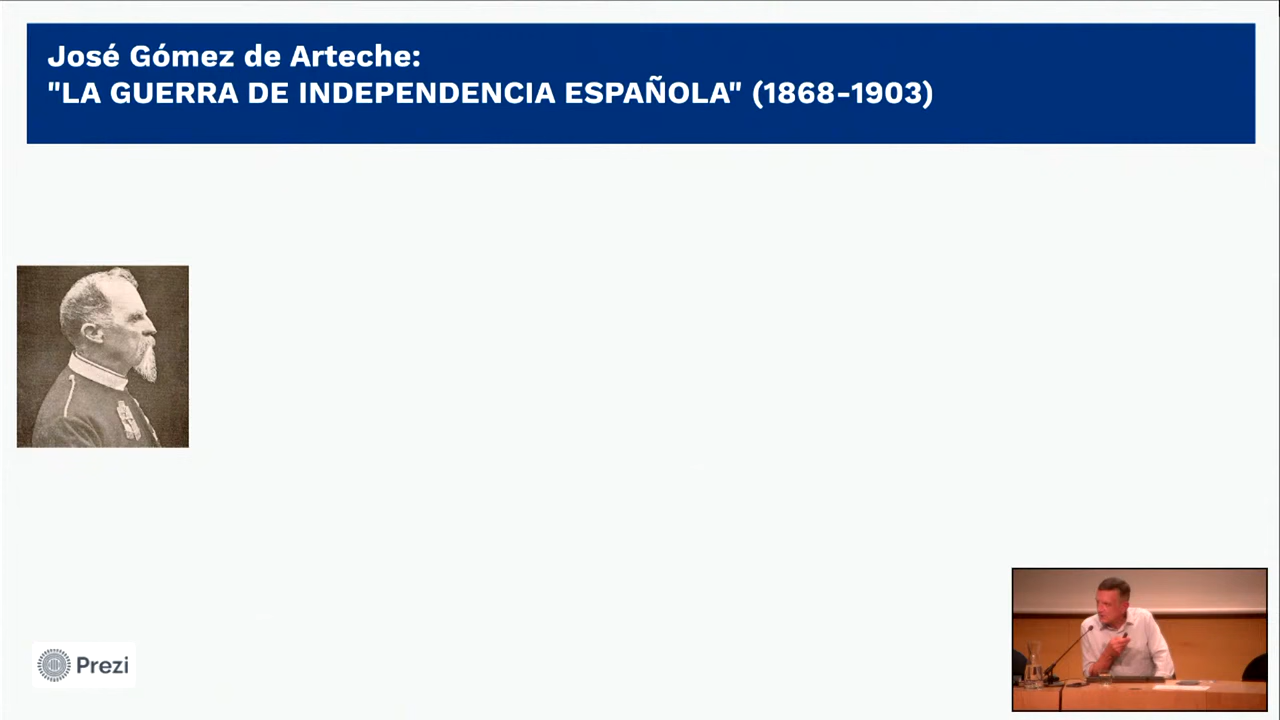 José Gómez de Arteche:
"LA GUERRA DE INDEPENDENCIA ESPAÑOLA" (1868-1903)
Prezi